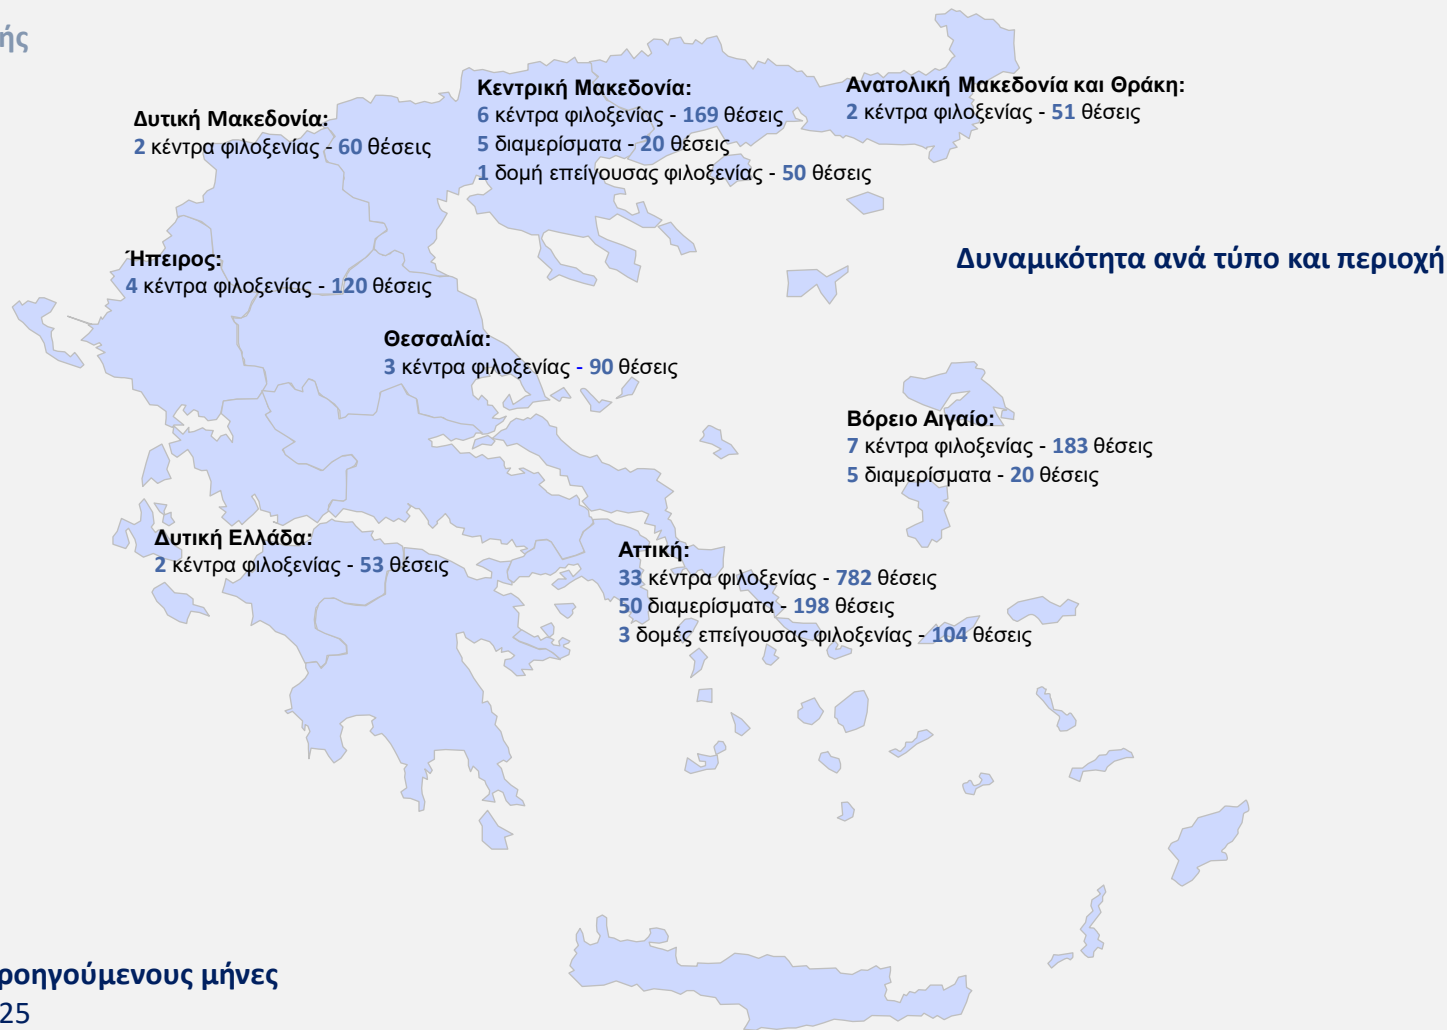 ής
Κεντρική Μακεδονία:
6 κέντρα φιλοξενίας - 169 θέσεις
5 διαμερίσματα - 20 θέσεις
1 δομή επείγουσας φιλοξενίας - 50 θέσεις
Ανατολική Μακεδονία και Θράκη:
2 κέντρα φιλοξενίας - 51 θέσεις
Δυτική Μακεδονία:
2 κέντρα φιλοξενίας - 60 θέσεις
Ήπειρος:
4 κέντρα φιλοξενίας - 120 θέσεις
Δυναμικότητα ανά τύπο και περιοχή
Θεσσαλία:
3 κέντρα φιλοξενίας - 90 θέσεις
Βόρειο Αιγαίο:
7 κέντρα φιλοξενίας - 183 θέσεις
5 διαμερίσματα - 20 θέσεις
Δυτική Ελλάδα:
2 κέντρα φιλοξενίας - 53 θέσεις
Αττική:
33 κέντρα φιλοξενίας - 782 θέσεις
50 διαμερίσματα - 198 θέσεις
3 δομές επείγουσας φιλοξενίας - 104 θέσεις
ροηγούμενους μήνες
25